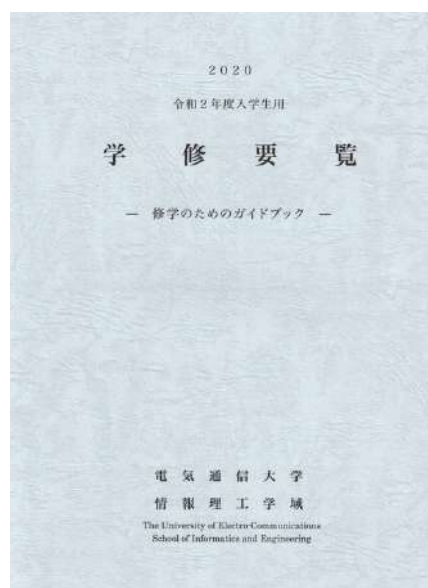 2020
令和2年度入学生用
学修要覧
― 修学のためのガイドブック ―
電気通信大学
情報理工学域
The University of Electro-Communications
School of Informatics and Engineering